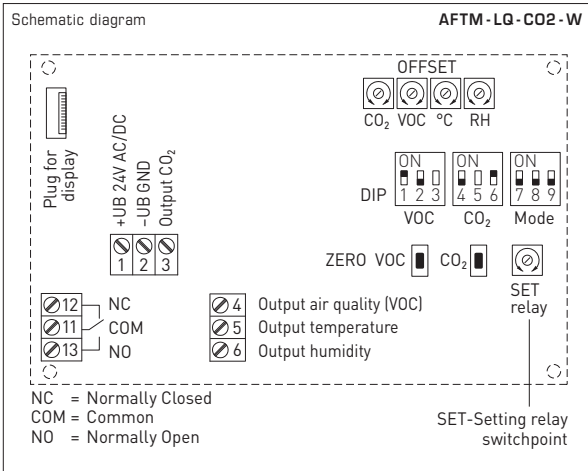 Schematic diagram AFTM-LQ-CO2-W
OFFSET
CO₂ VOC °C RH
Plug for
display
+UB 24V AC/DC
–UB GND
Output CO₂
1 2 3
ON ON ON
DIP 1 2 3 4 5 6 7 8 9
VOC CO₂ Mode
ZERO VOC CO₂
SET
relay
12 NC
11 COM
13 NO
4 Output air quality (VOC)
5 Output temperature
6 Output humidity
NC = Normally Closed
COM = Common
NO = Normally Open
SET-Setting relay
switchpoint